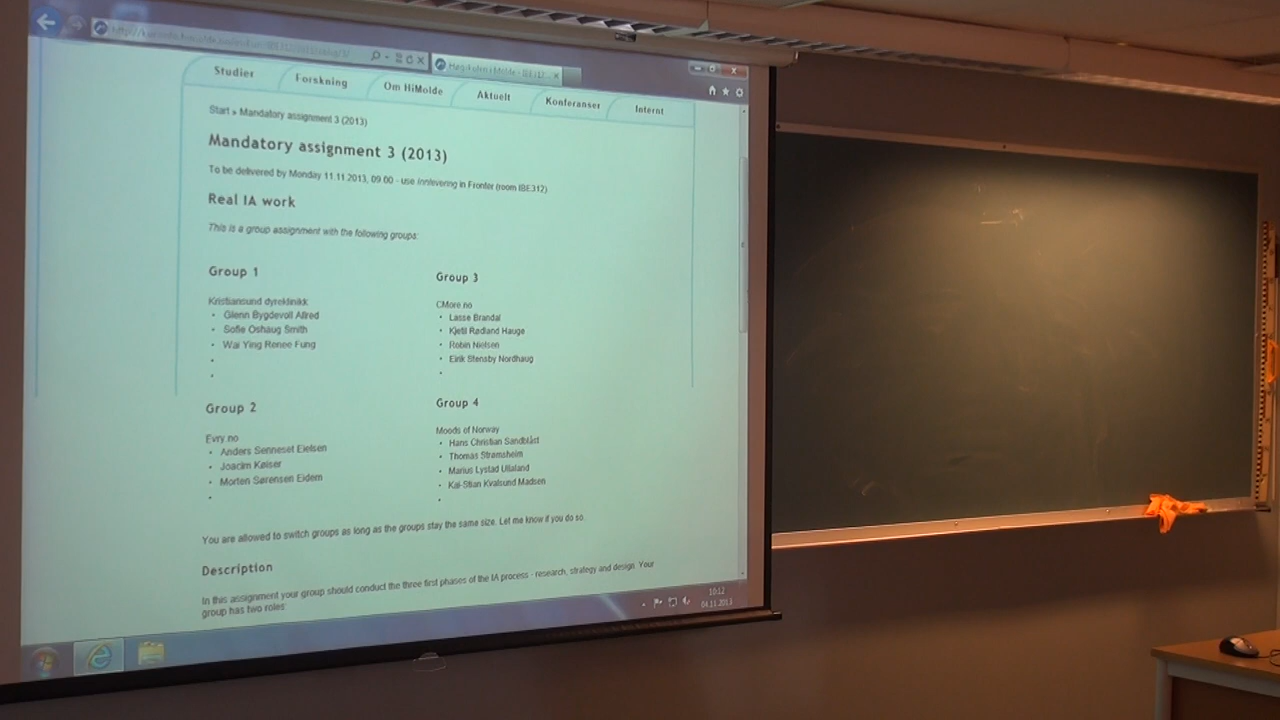 Studier
Forskning
Om HiMolde
Aktuelt
Konferanser
Internt
Start » Mandatory assignment 3 (2013)
Mandatory assignment 3 (2013)
To be delivered by Monday 11.11.2013, 09.00 - use Innlevering in Fronter (room IBE312)
Real IA work
This is a group assignment with the following groups:
Group 1
Kristiansund dyreklinikk
• Glenn Bygdevoll Allred
• Sofie Oshaug Smith
• Wai Ying Renee Fung
Group 2
Evry.no
• Anders Senneset Eielsen
• Joacim Kølser
• Morten Sørensen Eidem
Group 3
CMore.no
• Lasse Brandal
• Kjetil Rødland Hauge
• Robin Nielsen
• Eirik Stensby Nordhaug
Group 4
Moods of Norway
• Hans Christian Sandblåst
• Thomas Strømsheim
• Marius Lystad Ullaland
• Kai-Stian Kvalsund Madsen
You are allowed to switch groups as long as the groups stay the same size. Let me know if you do so.
Description
In this assignment your group should conduct the three first phases of the IA process - research, strategy and design. Your
group has two roles:
10:12
04.11.2013